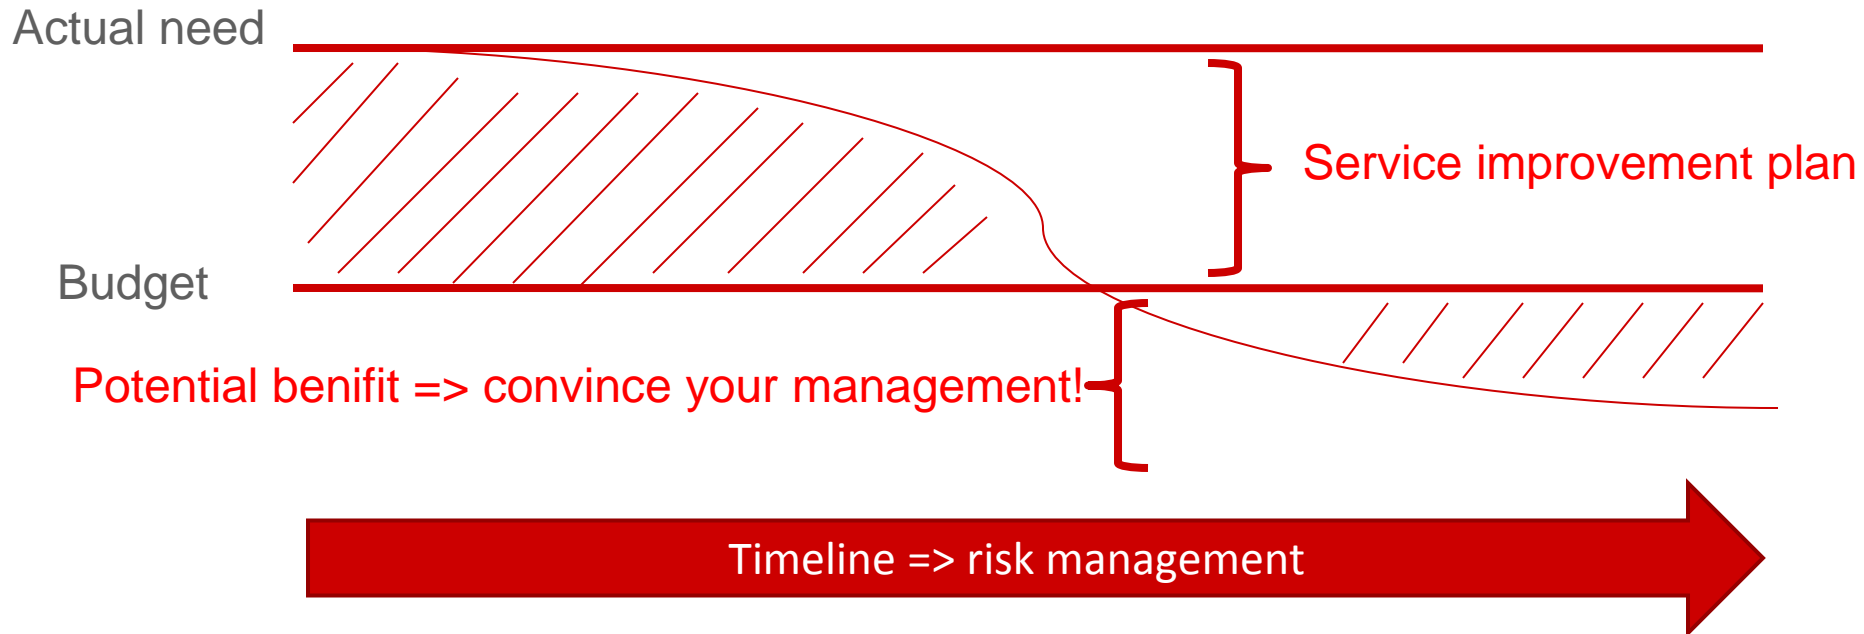 Actual need
Service improvement plan
Budget
Potential benifit => convince your management!
Timeline => risk management